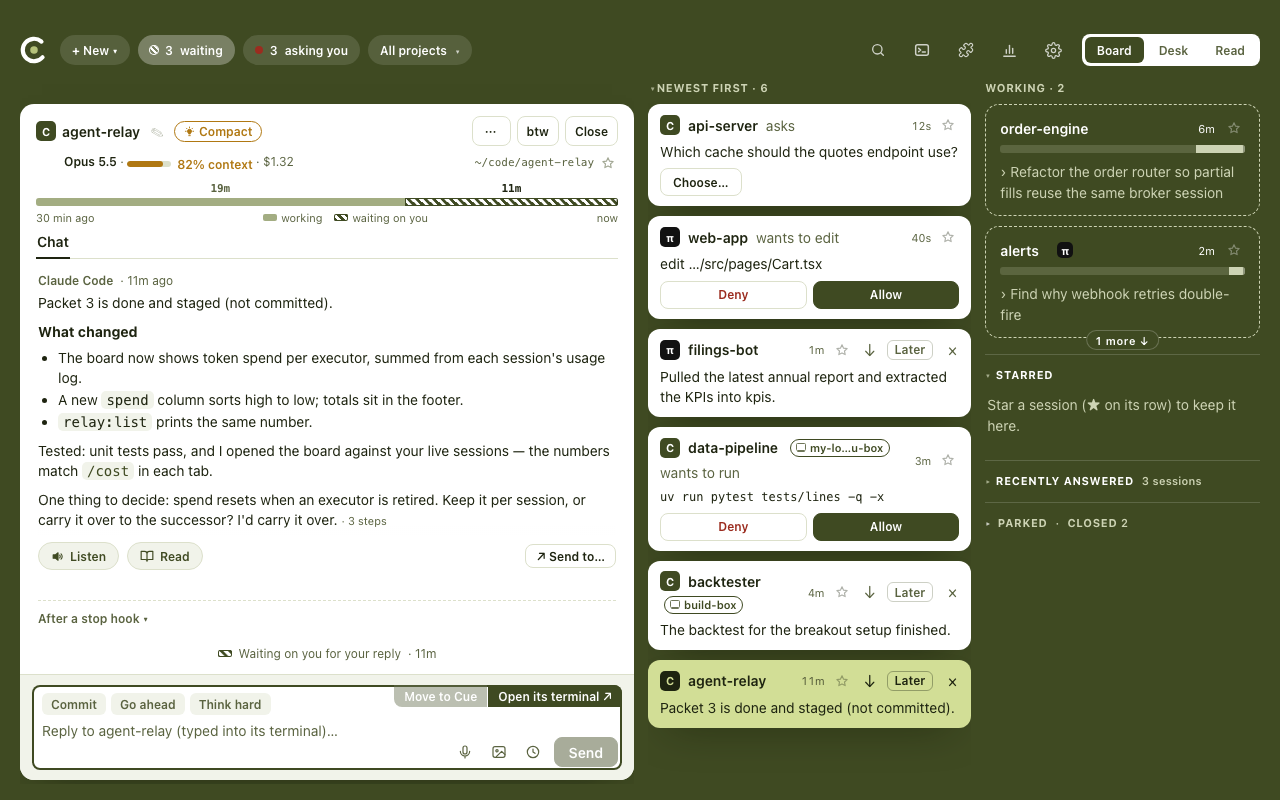 + New ▾
3 waiting
3 asking you
All projects ▾
Board
Desk
Read
C agent-relay
Compact
···
btw
Close
Opus 5.5 · 82% context · $1.32
~/code/agent-relay
19m
11m
30 min ago
working
waiting on you
now
Chat
Claude Code · 11m ago
Packet 3 is done and staged (not committed).
What changed
• The board now shows token spend per executor, summed from each session's usage
log.
• A new spend column sorts high to low; totals sit in the footer.
• relay:list prints the same number.
Tested: unit tests pass, and I opened the board against your live sessions — the numbers
match /cost in each tab.
One thing to decide: spend resets when an executor is retired. Keep it per session, or
carry it over to the successor? I'd carry it over. · 3 steps
Listen
Read
↗ Send to...
After a stop hook ▾
Waiting on you for your reply · 11m
Commit
Go ahead
Think hard
Move to Cue
Open its terminal ↗
Reply to agent-relay (typed into its terminal)...
Send
▾ NEWEST FIRST · 6
C api-server asks 12s
Which cache should the quotes endpoint use?
Choose...
π web-app wants to edit 40s
edit .../src/pages/Cart.tsx
Deny
Allow
π filings-bot 1m ↓ Later ×
Pulled the latest annual report and extracted
the KPIs into kpis.
C data-pipeline my-lo...u-box
wants to run 3m
uv run pytest tests/lines -q -x
Deny
Allow
C backtester
build-box
4m ↓ Later ×
The backtest for the breakout setup finished.
C agent-relay 11m ↓ Later ×
Packet 3 is done and staged (not committed).
WORKING · 2
order-engine 6m
› Refactor the order router so partial
fills reuse the same broker session
alerts π 2m
› Find why webhook retries double-
fire
1 more ↓
▾ STARRED
Star a session (★ on its row) to keep it
here.
▸ RECENTLY ANSWERED 3 sessions
▸ PARKED · CLOSED 2